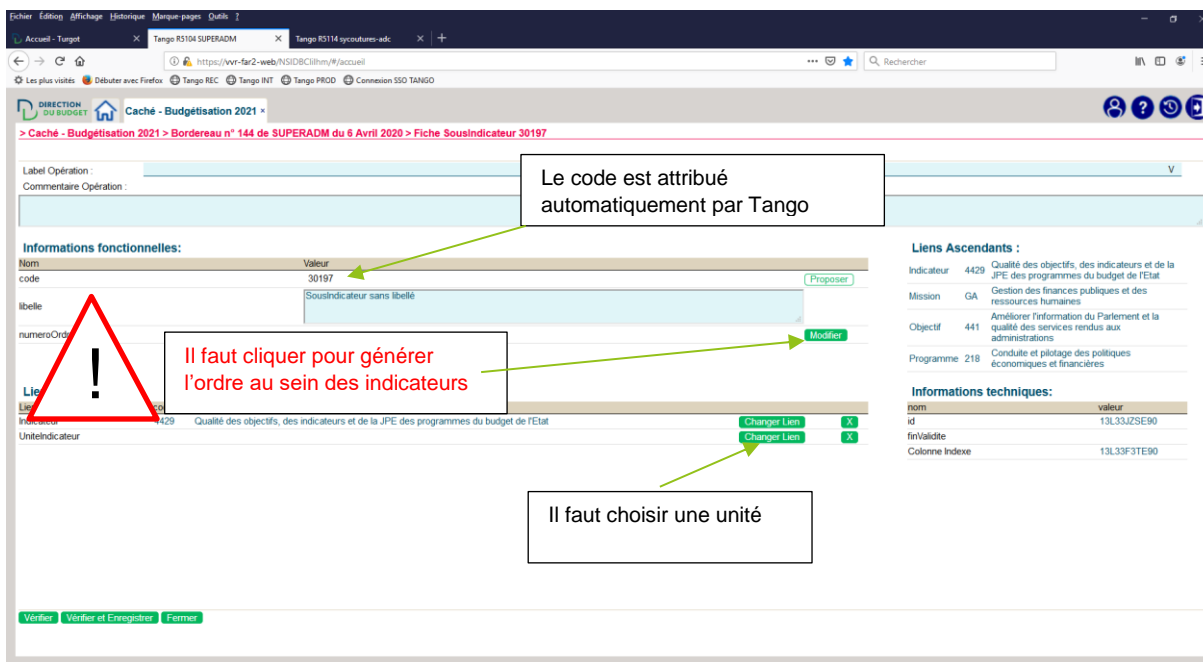 Eichier Édition Affichage Historique Marque-pages Outils ?
Accueil - Turgot × Tango R5104 SUPERADM × Tango R5114 sycoutures-adc × +
https://vvr-far2-web/NSIDBClilhm/#/accueil ... Rechercher
Les plus visités Débuter avec Firefox Tango REC Tango INT Tango PROD Connexion SSO TANGO
DIRECTION
DU BUDGET
Caché - Budgétisation 2021 ×
> Caché - Budgétisation 2021 > Bordereau n° 144 de SUPERADM du 6 Avril 2020 > Fiche SousIndicateur 30197
Label Opération : V
Commentaire Opération :
Le code est attribué
automatiquement par Tango
Informations fonctionnelles:
Nom Valeur
code 30197 Proposer
libelle SousIndicateur sans libellé
numeroOrdre Modifier
!
Il faut cliquer pour générer
l'ordre au sein des indicateurs
Indicateur 4429 Qualité des objectifs, des indicateurs et de la JPE des programmes du budget de l'Etat Changer Lien X
UniteIndicateur Changer Lien X
Il faut choisir une unité
Liens Ascendants :
Indicateur 4429 Qualité des objectifs, des indicateurs et de la
JPE des programmes du budget de l'Etat
Mission GA Gestion des finances publiques et des
ressources humaines
Objectif 441 Améliorer l'information du Parlement et la
qualité des services rendus aux
administrations
Programme 218 Conduite et pilotage des politiques
économiques et financières
Informations techniques:
nom valeur
id 13L33JZSE90
finValidite
Colonne Indexe 13L33F3TE90
Vérifier Vérifier et Enregistrer Fermer